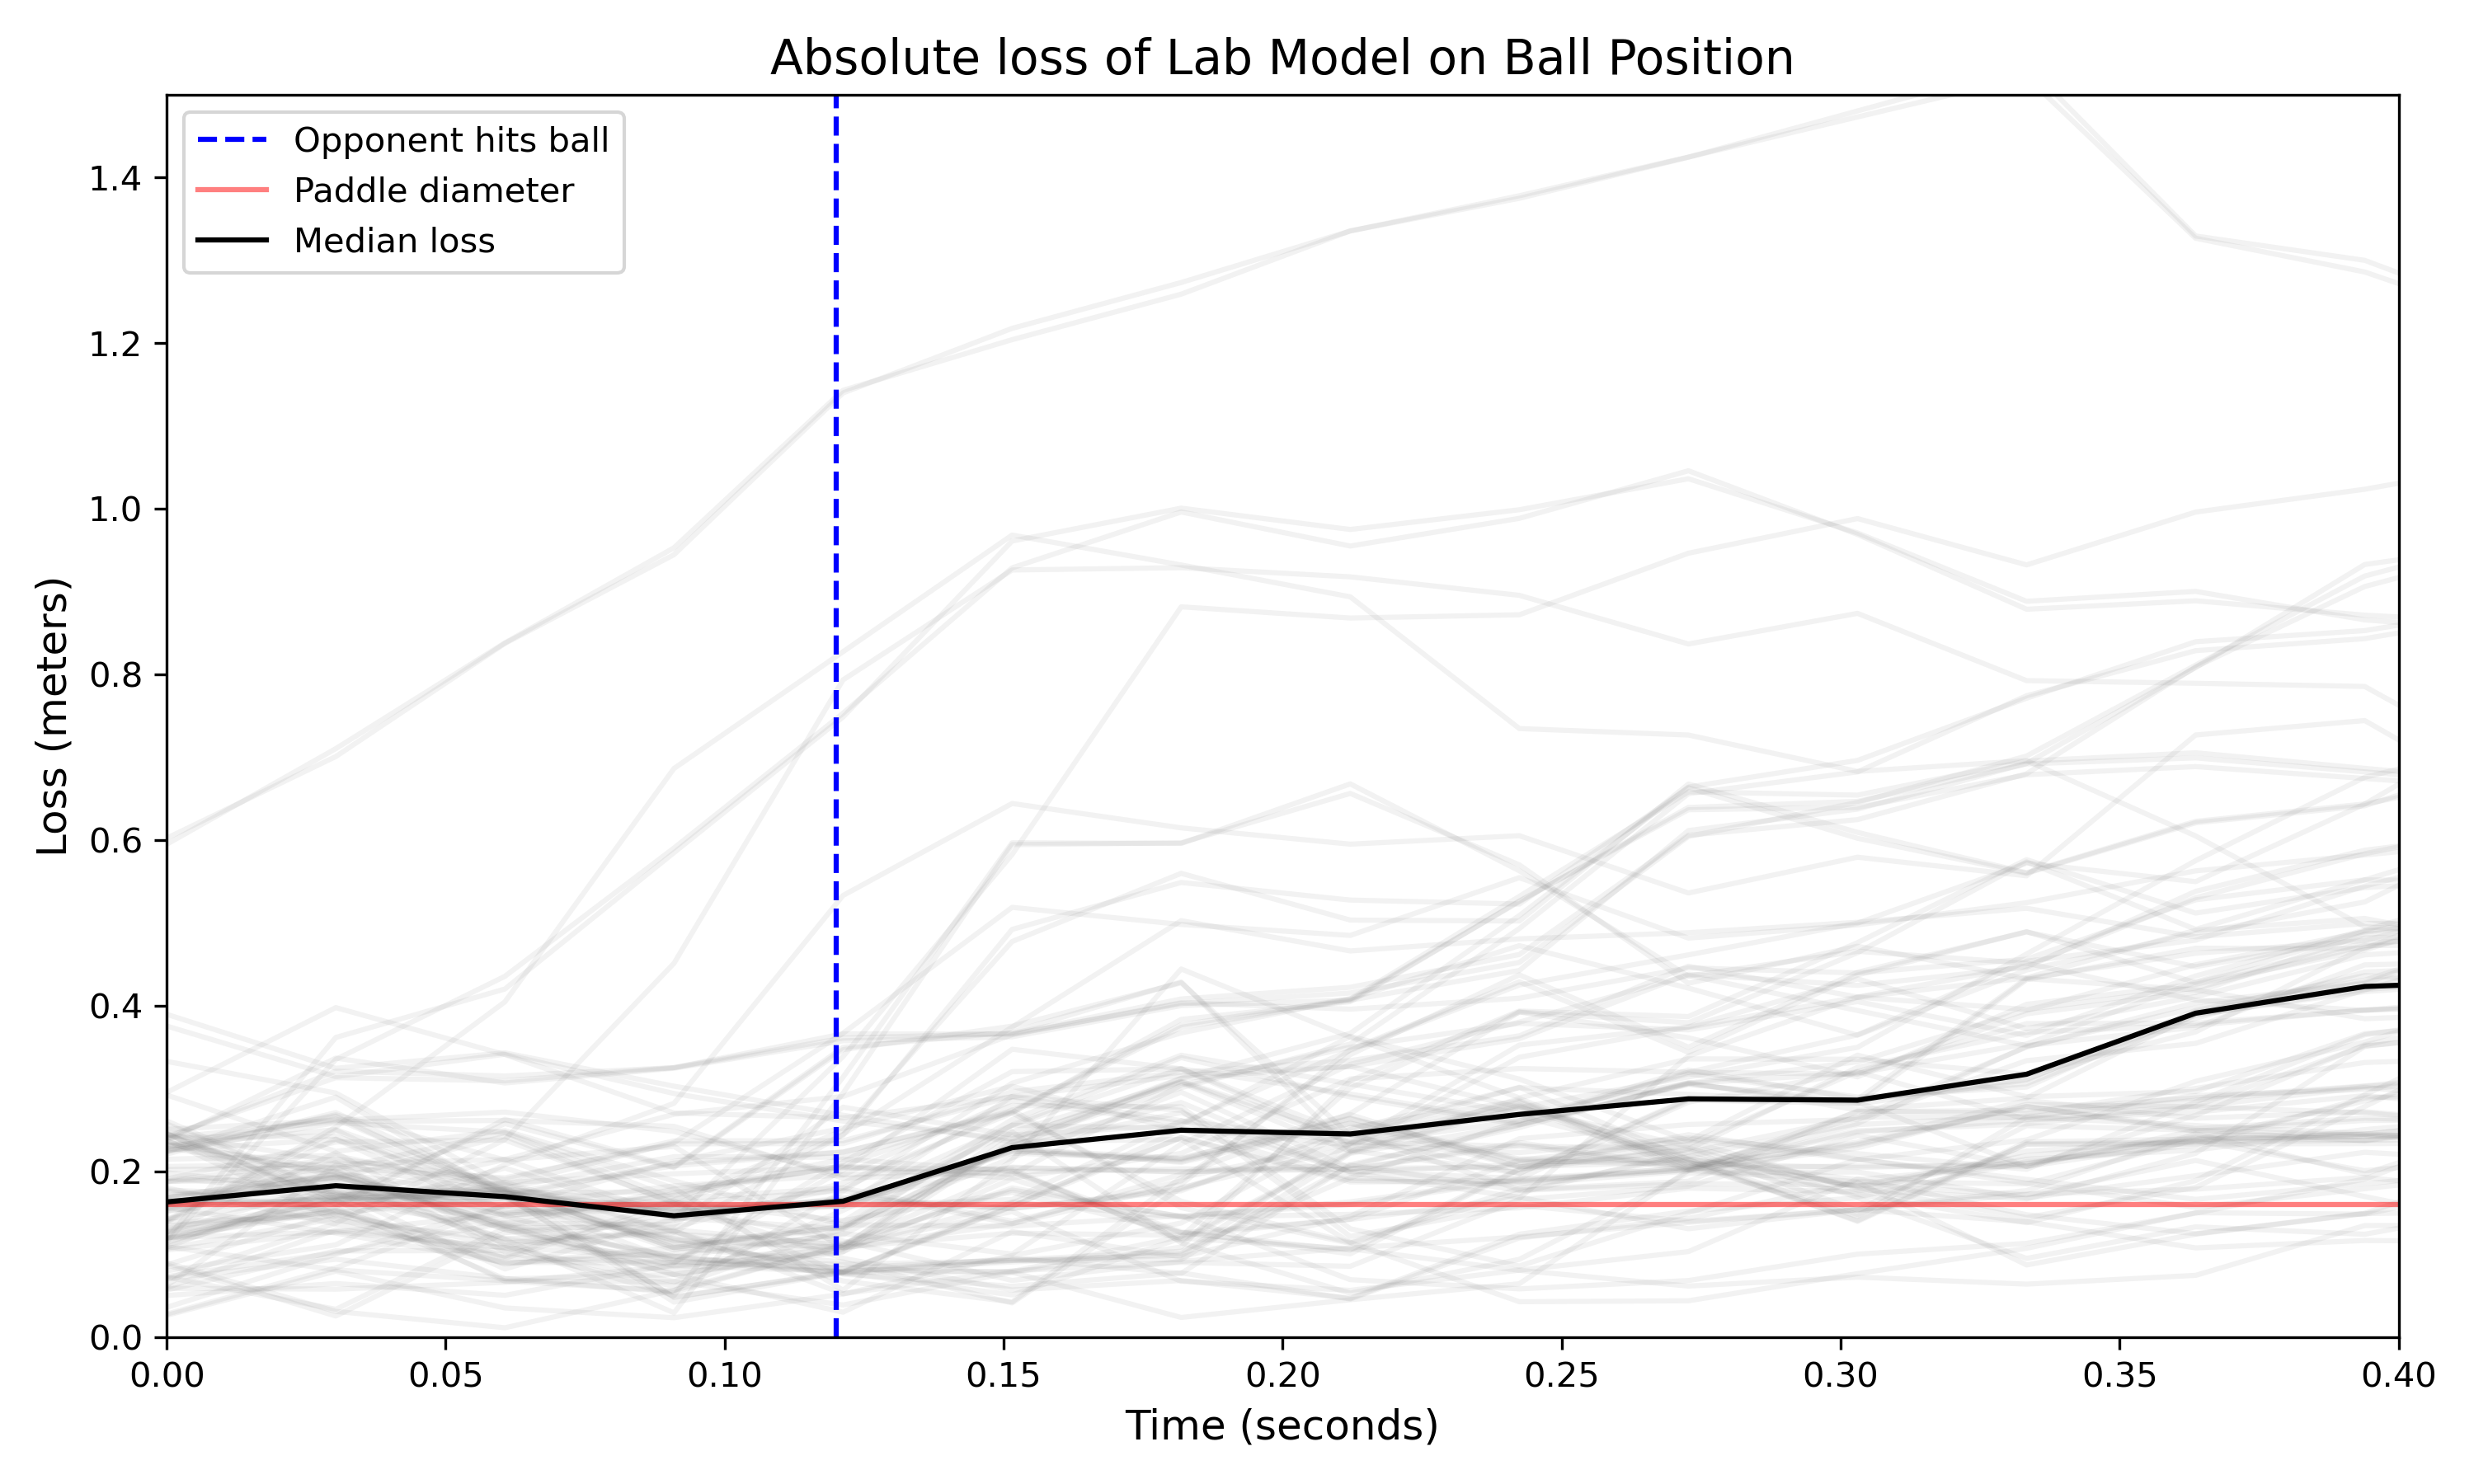 Absolute loss of Lab Model on Ball Position
Opponent hits ball
Paddle diameter
Median loss
Loss (meters)
1.4
1.2
1.0
0.8
0.6
0.4
0.2
0.0
0.00 0.05 0.10 0.15 0.20 0.25 0.30 0.35 0.40
Time (seconds)